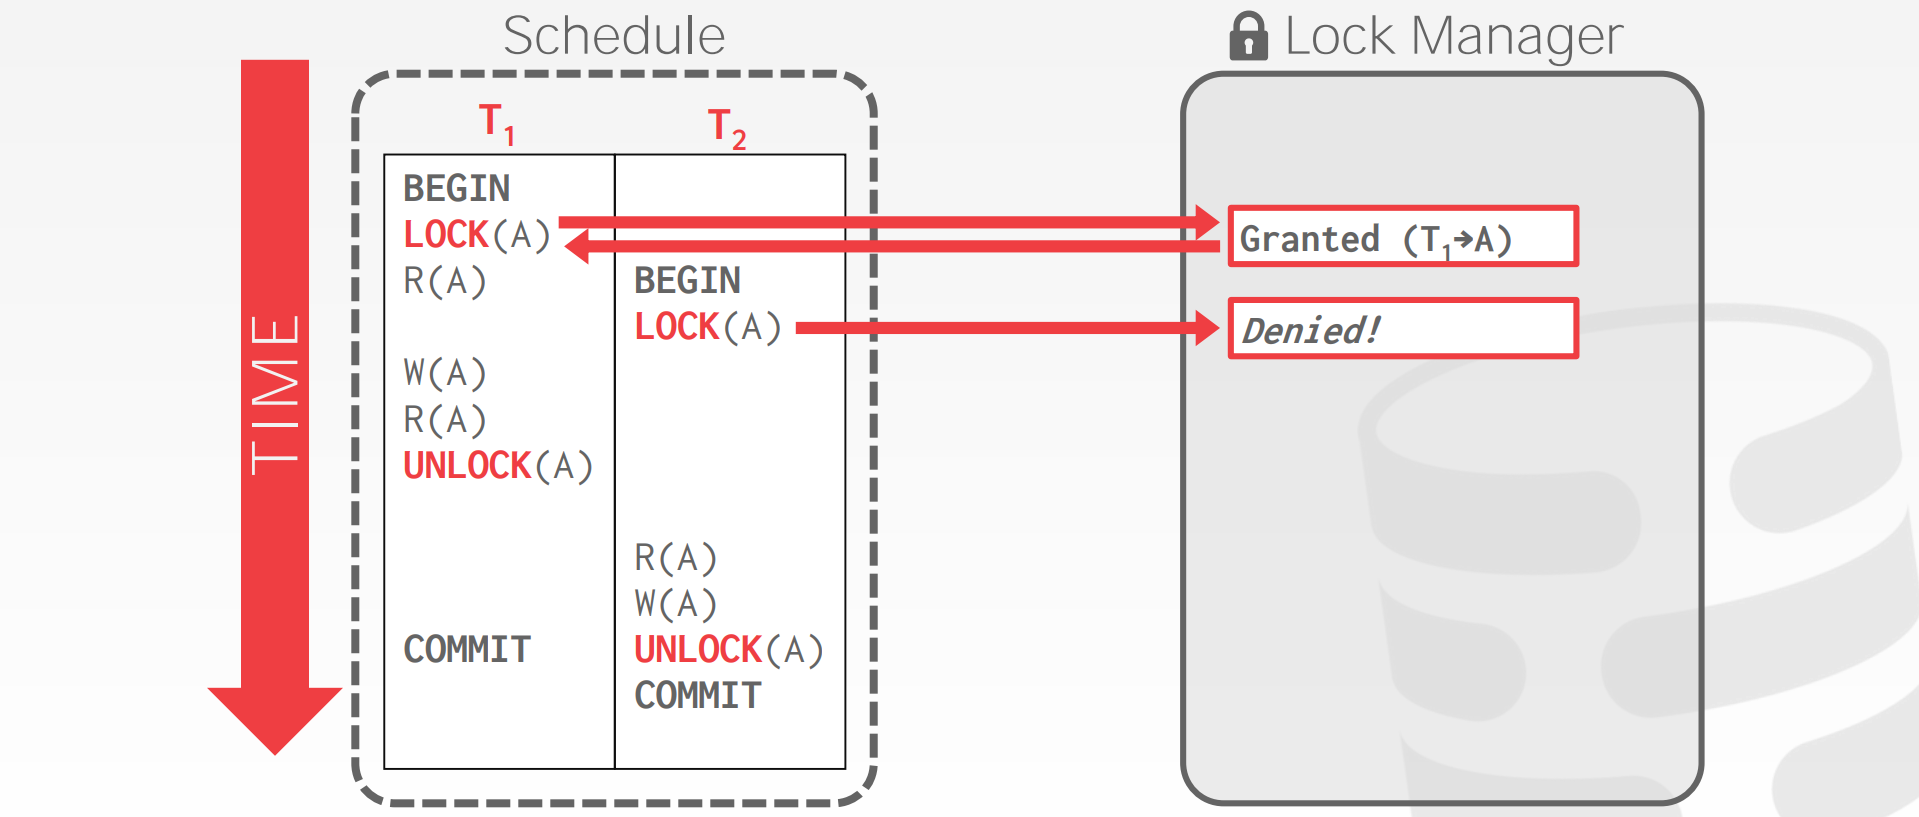 Schedule
Lock Manager
TIME
T1
T2
BEGIN
LOCK(A)
Granted (T1→A)
R(A)
BEGIN
LOCK(A)
Denied!
W(A)
R(A)
UNLOCK(A)
R(A)
W(A)
COMMIT
UNLOCK(A)
COMMIT